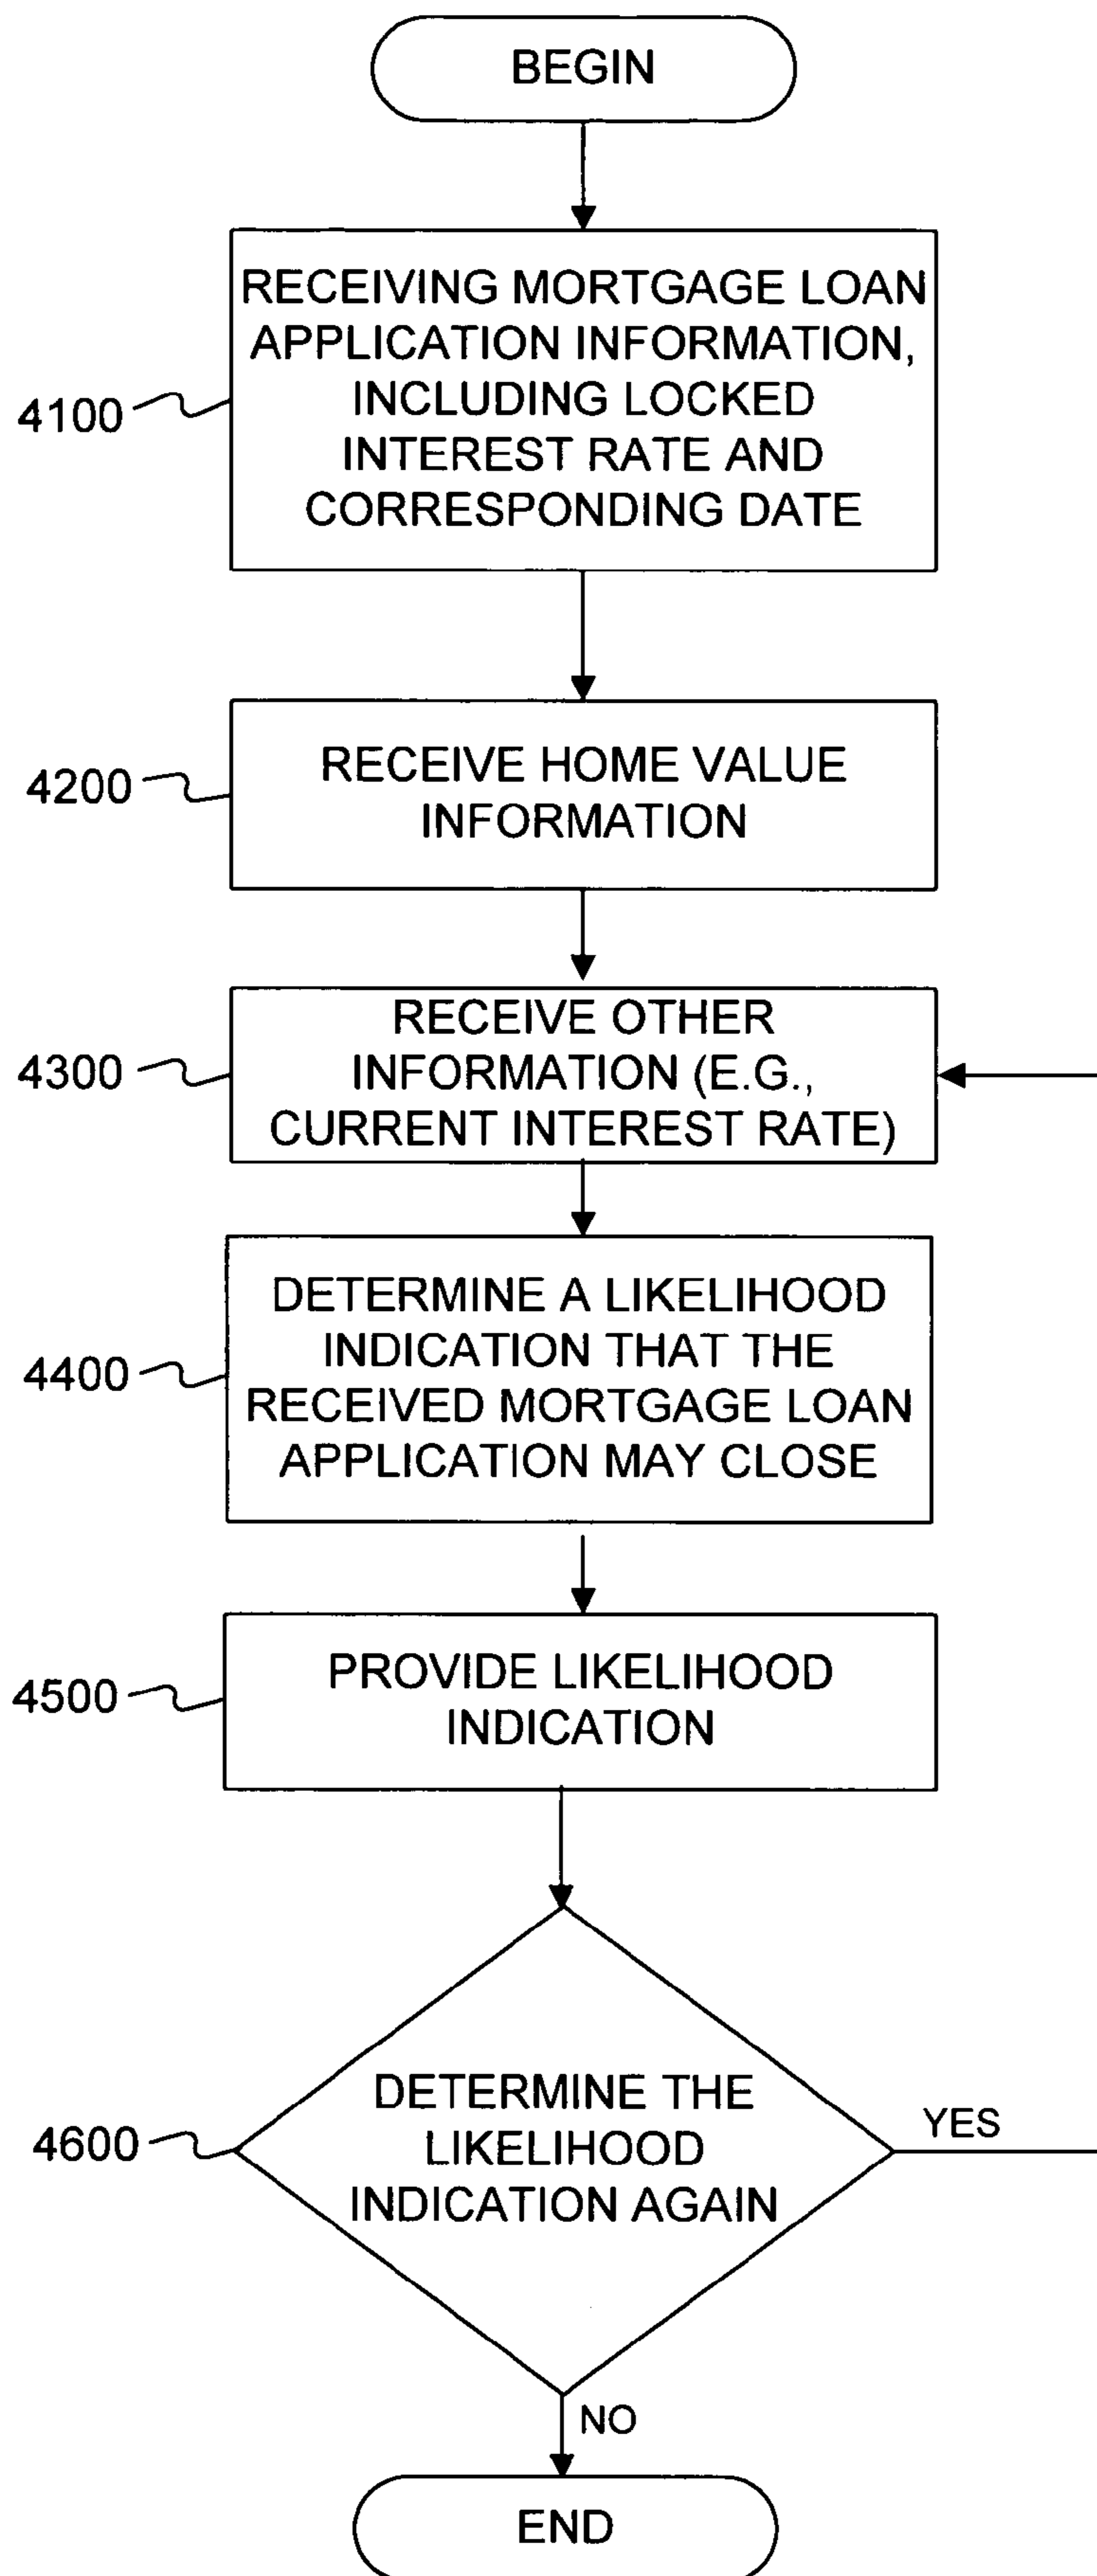 BEGIN
RECEIVING MORTGAGE LOAN
APPLICATION INFORMATION,
INCLUDING LOCKED
INTEREST RATE AND
CORRESPONDING DATE
4100
RECEIVE HOME VALUE
INFORMATION
4200
RECEIVE OTHER
INFORMATION (E.G.,
CURRENT INTEREST RATE)
4300
DETERMINE A LIKELIHOOD
INDICATION THAT THE
RECEIVED MORTGAGE LOAN
APPLICATION MAY CLOSE
4400
PROVIDE LIKELIHOOD
INDICATION
4500
DETERMINE THE
LIKELIHOOD
INDICATION AGAIN
4600
YES
NO
END